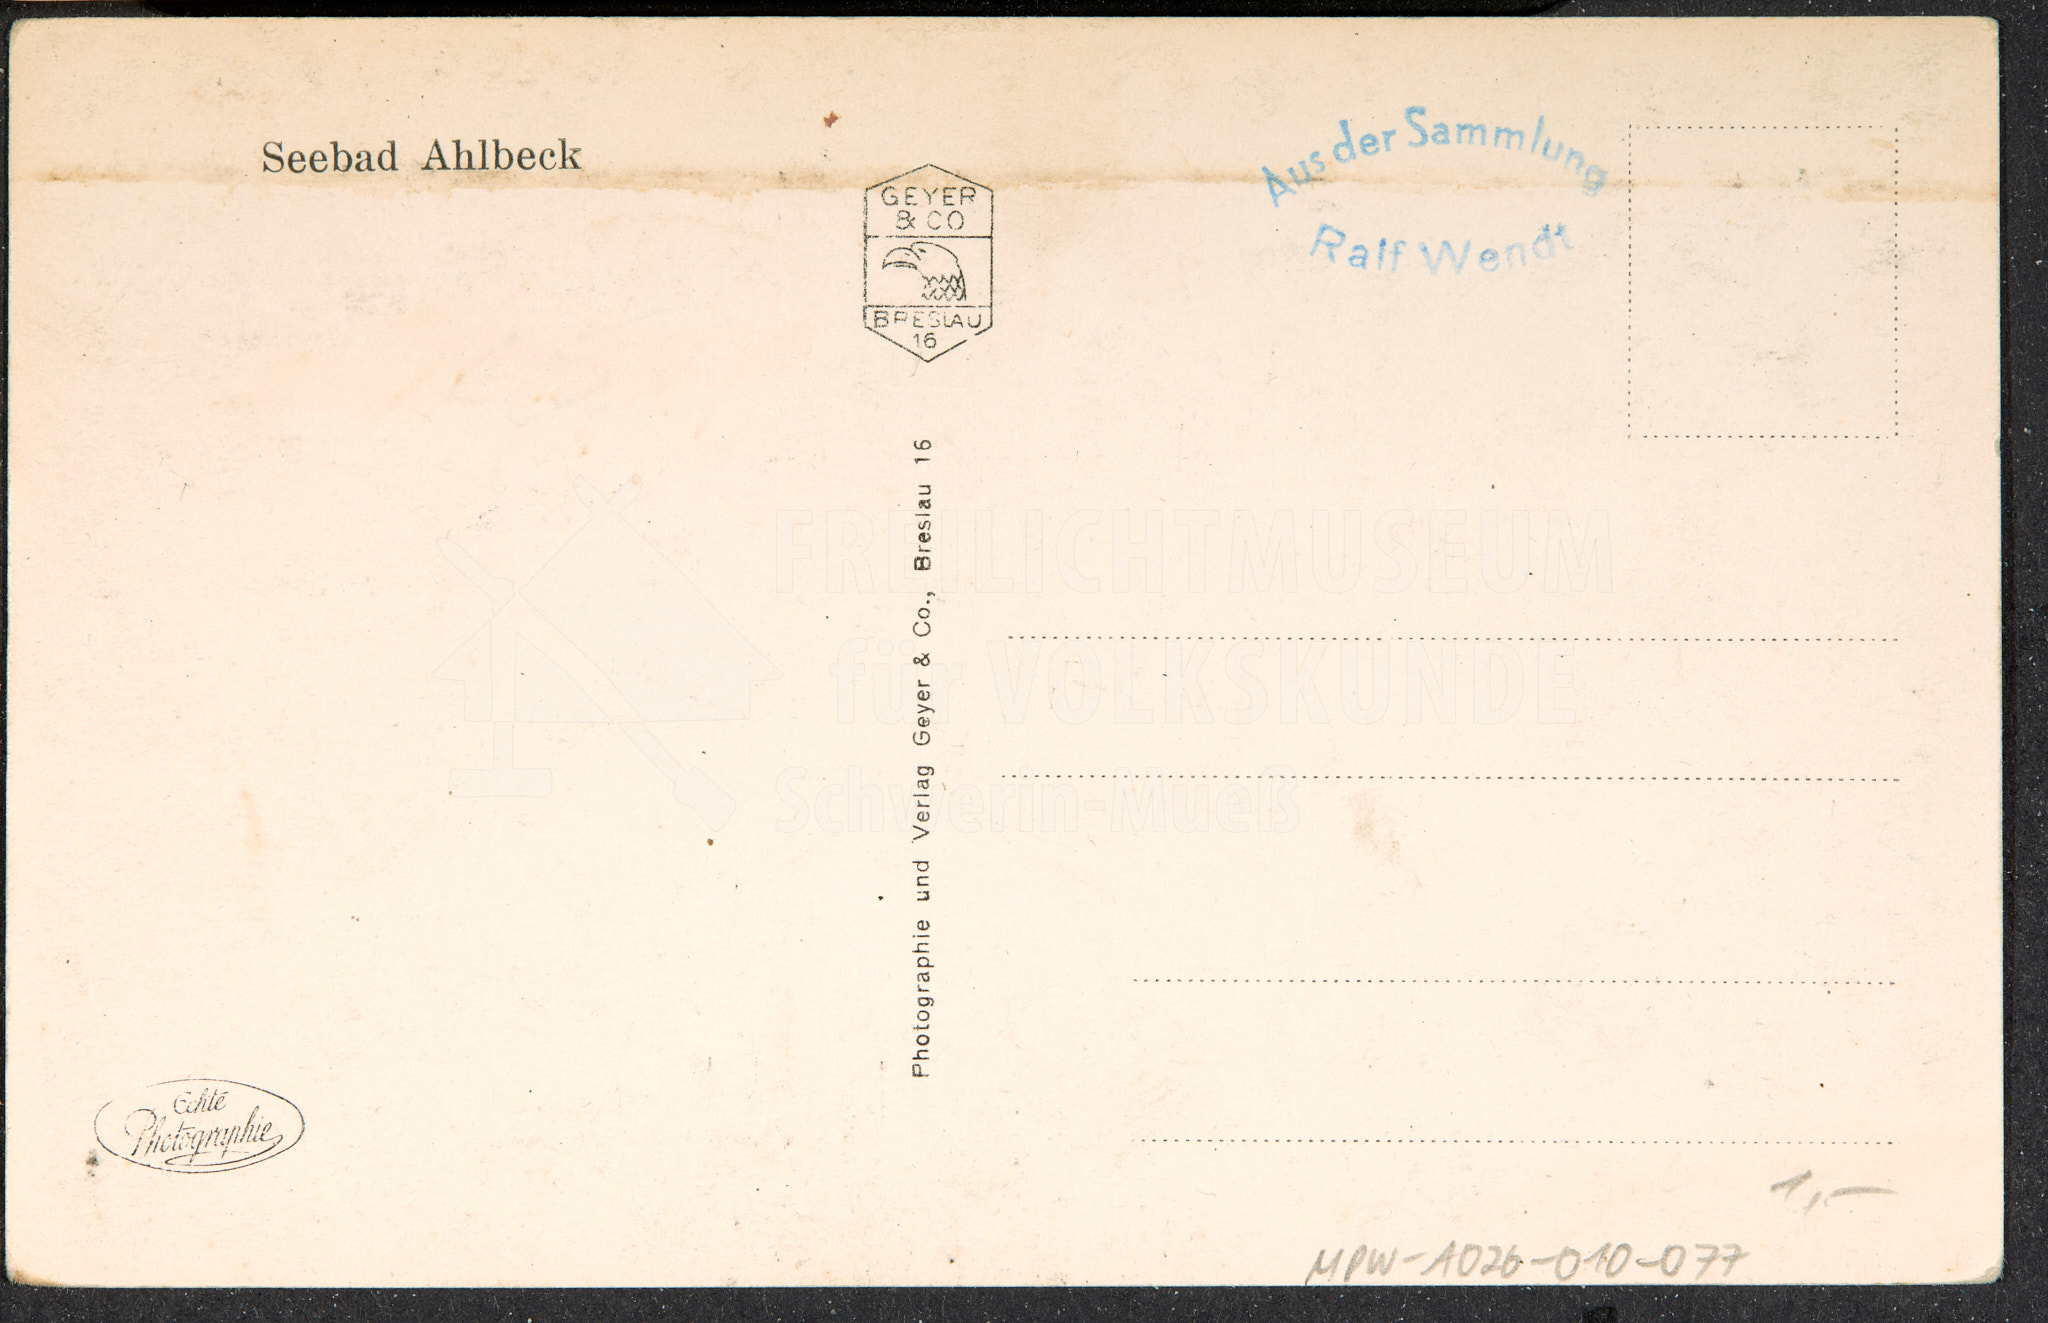 Seebad Ahlbeck
GEYER
& CO
BRESLAU
16
Aus der Sammlung
Ralf Wendt
Photographie und Verlag Geyer & Co., Breslau 16
FREILICHTMUSEUM
für VOLKSKUNDE
Schwerin-Mueß
Echte
Photographie
1,-
MPW-A026-010-077